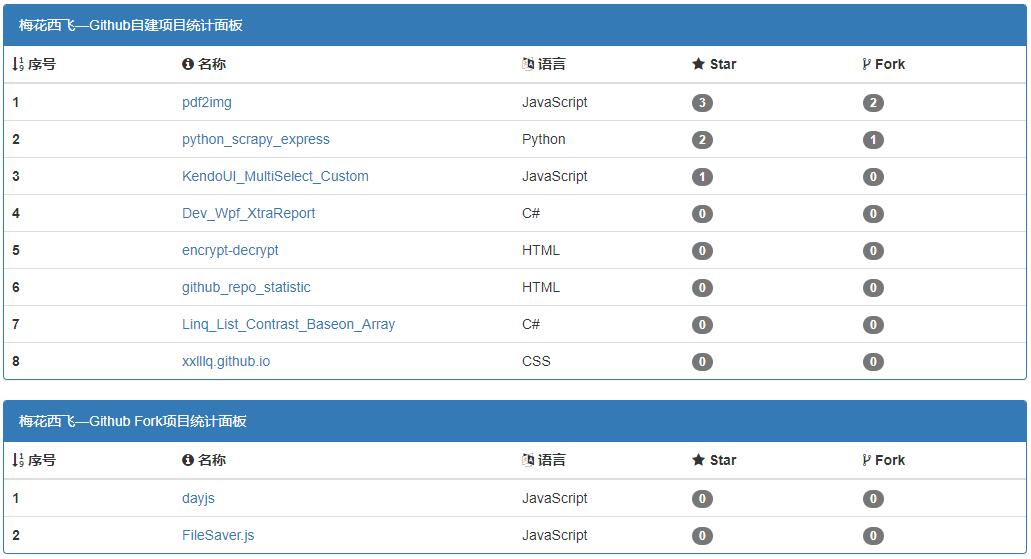 梅花西飞—Github自建项目统计面板
序号 名称 语言 Star Fork
1 pdf2img JavaScript 3 2
2 python_scrapy_express Python 2 1
3 KendoUI_MultiSelect_Custom JavaScript 1 0
4 Dev_Wpf_XtraReport C# 0 0
5 encrypt-decrypt HTML 0 0
6 github_repo_statistic HTML 0 0
7 Linq_List_Contrast_Baseon_Array C# 0 0
8 xxlllq.github.io CSS 0 0
梅花西飞—Github Fork项目统计面板
序号 名称 语言 Star Fork
1 dayjs JavaScript 0 0
2 FileSaver.js JavaScript 0 0